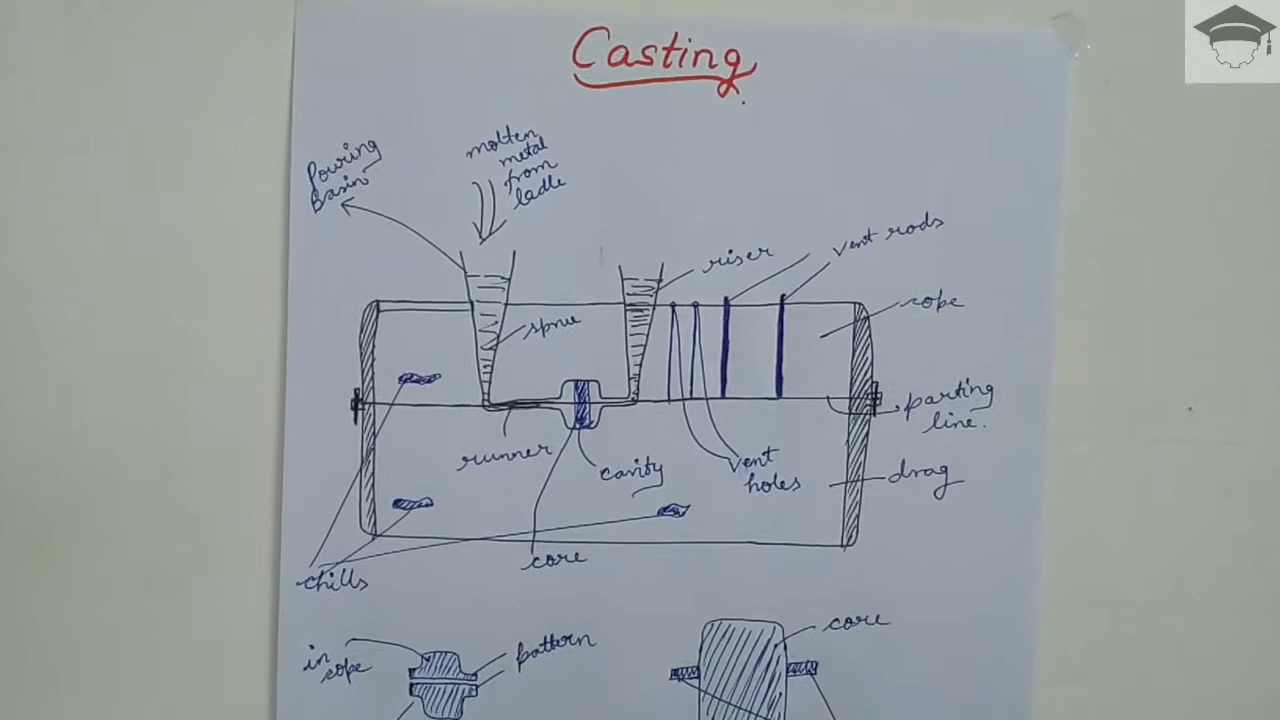 Casting
Pouring
Basin
molten
metal
from
ladle
riser
vent rods
sprue
cope
parting
line.
runner
cavity
vent
holes
drag
core
chills
in
cope
pattern
core